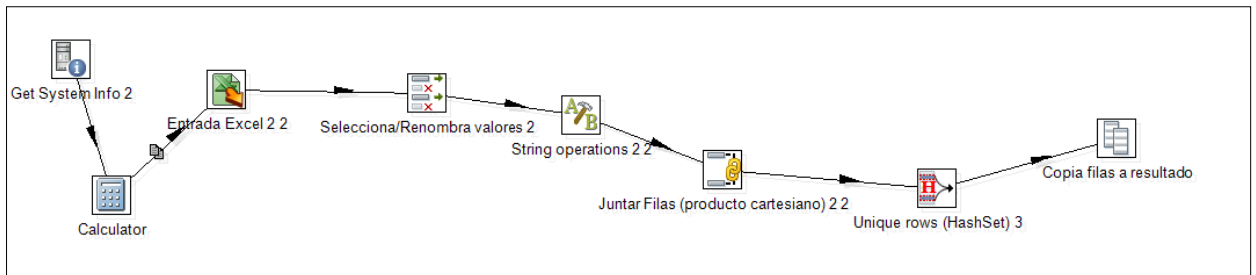 Get System Info 2
Entrada Excel 2 2
Selecciona/Renombra valores 2
String operations 2 2
Juntar Filas (producto cartesiano) 2 2
Unique rows (HashSet) 3
Copia filas a resultado
Calculator